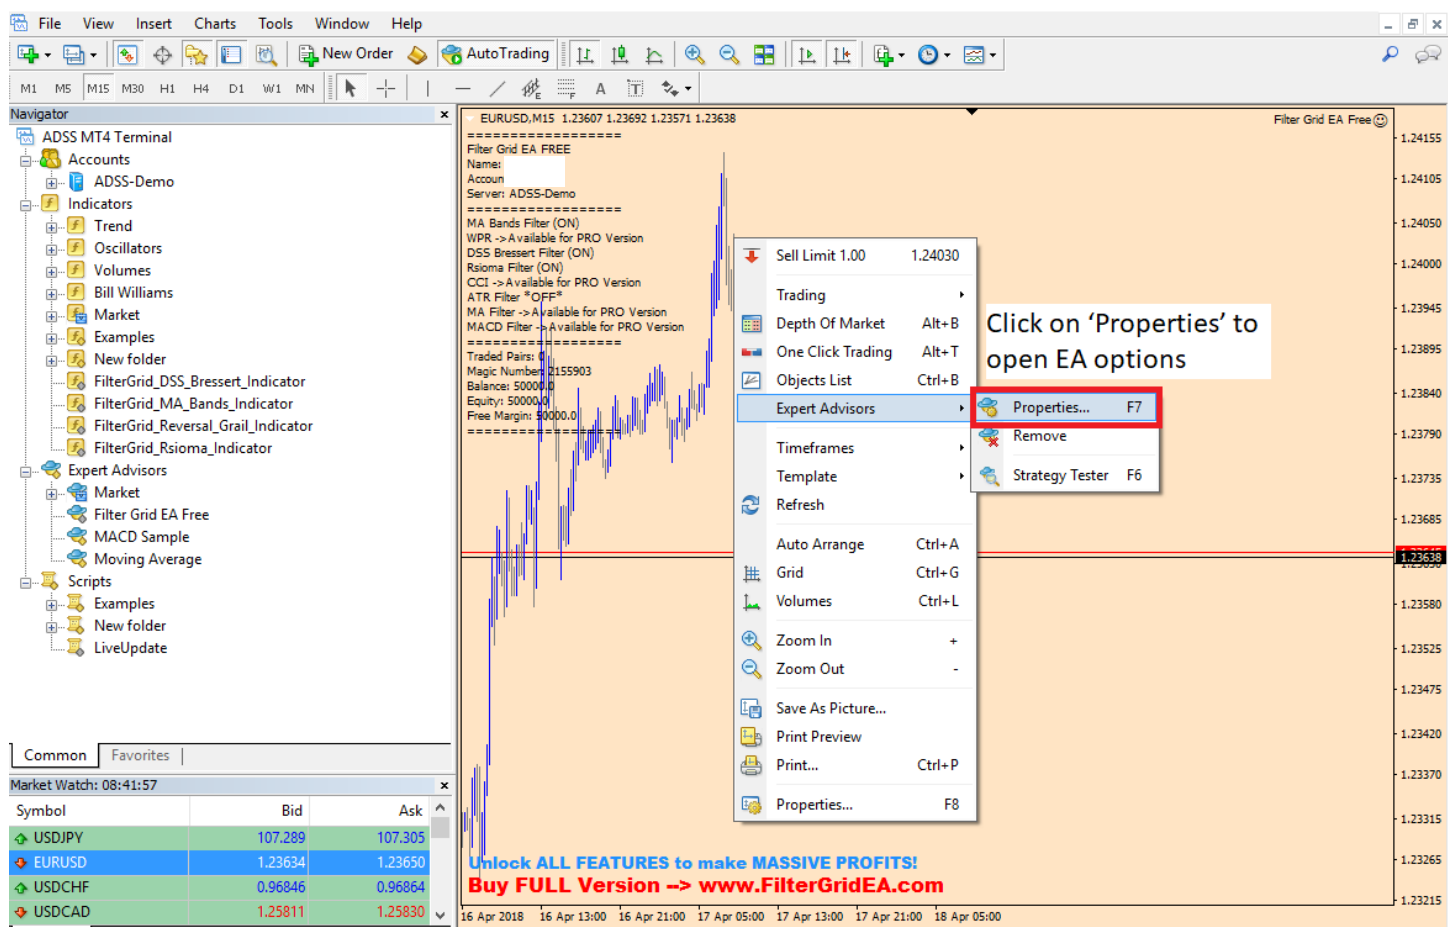 File View Insert Charts Tools Window Help
New Order AutoTrading
M1 M5 M15 M30 H1 H4 D1 W1 MN
Navigator
ADSS MT4 Terminal
Accounts
ADSS-Demo
Indicators
Trend
Oscillators
Volumes
Bill Williams
Market
Examples
New folder
FilterGrid_DSS_Bressert_Indicator
FilterGrid_MA_Bands_Indicator
FilterGrid_Reversal_Grail_Indicator
FilterGrid_Rsioma_Indicator
Expert Advisors
Market
Filter Grid EA Free
MACD Sample
Moving Average
Scripts
Examples
New folder
LiveUpdate
Common Favorites
Market Watch: 08:41:57
Symbol Bid Ask
USDJPY 107.289 107.305
EURUSD 1.23634 1.23650
USDCHF 0.96846 0.96864
USDCAD 1.25811 1.25830
EURUSD,M15 1.23607 1.23692 1.23571 1.23638
Filter Grid EA Free
====================
Filter Grid EA FREE
Name:
Accoun
Server: ADSS-Demo
====================
MA Bands Filter (ON)
WPR ->Available for PRO Version
DSS Bressert Filter (ON)
Rsioma Filter (ON)
CCI ->Available for PRO Version
ATR Filter *OFF*
MA Filter ->Available for PRO Version
MACD Filter ->Available for PRO Version
====================
Traded Pairs: 0
Magic Number: 2155903
Balance: 50000.0
Equity: 50000.0
Free Margin: 50000.0
====================
Sell Limit 1.00 1.24030
Trading
Depth Of Market Alt+B
One Click Trading Alt+T
Objects List Ctrl+B
Expert Advisors
Timeframes
Template
Refresh
Auto Arrange Ctrl+A
Grid Ctrl+G
Volumes Ctrl+L
Zoom In +
Zoom Out -
Save As Picture...
Print Preview
Print... Ctrl+P
Properties... F8
Click on ‘Properties’ to
open EA options
Properties... F7
Remove
Strategy Tester F6
1.24155
1.24105
1.24050
1.24000
1.23945
1.23895
1.23840
1.23790
1.23735
1.23685
1.23638
1.23580
1.23525
1.23475
1.23420
1.23370
1.23315
1.23265
1.23215
Unlock ALL FEATURES to make MASSIVE PROFITS!
Buy FULL Version --> www.FilterGridEA.com
16 Apr 2018 16 Apr 13:00 16 Apr 21:00 17 Apr 05:00 17 Apr 13:00 17 Apr 21:00 18 Apr 05:00